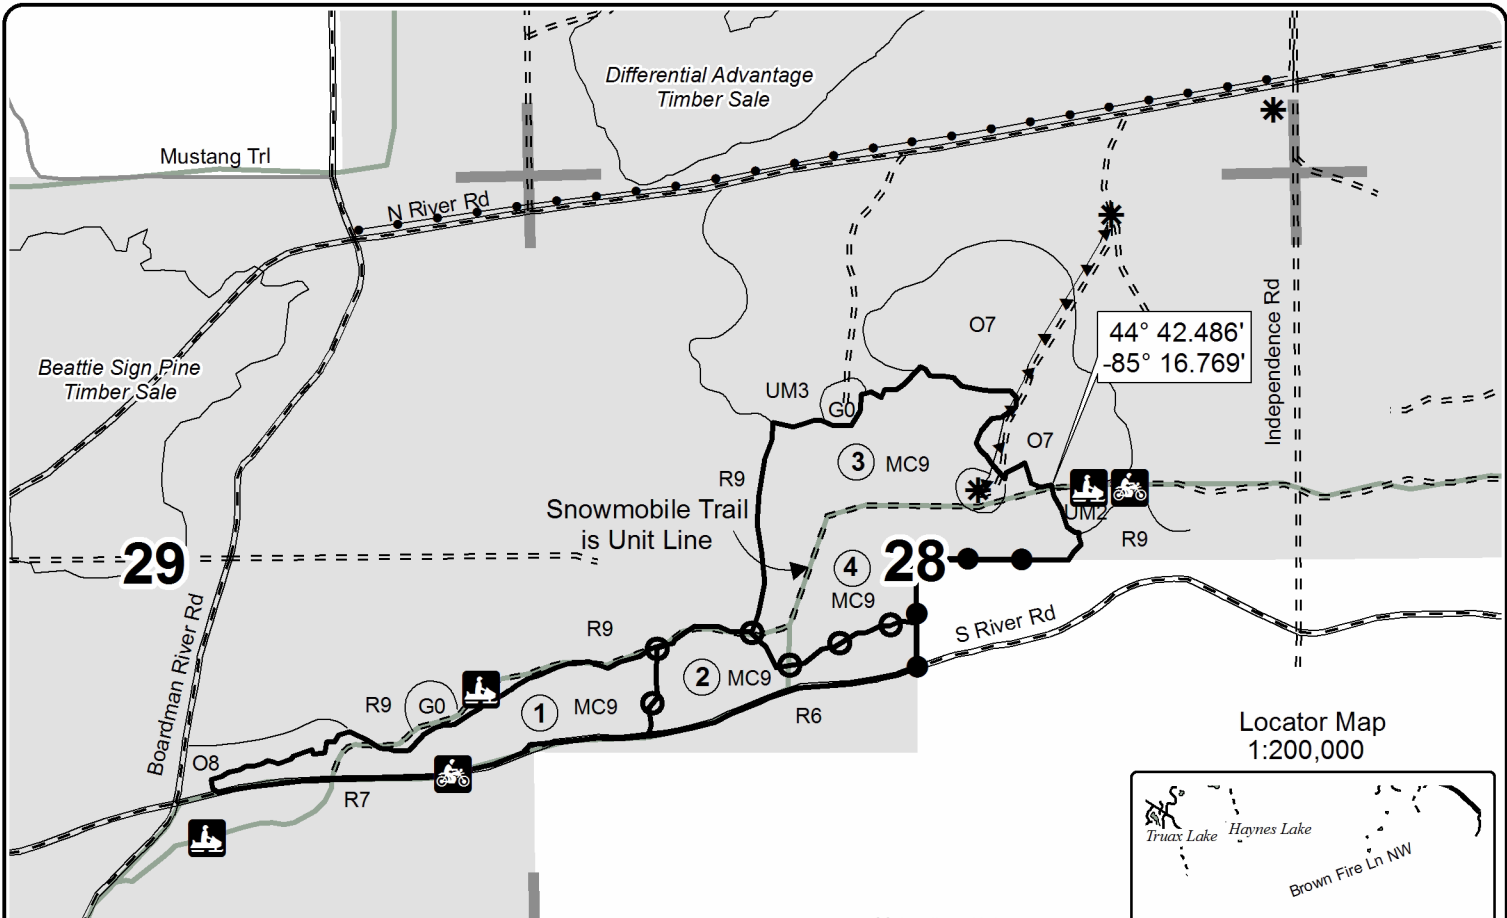 Differential Advantage
Timber Sale
Mustang Trl
N River Rd
Independence Rd
O7
44° 42.486'
-85° 16.769'
Beattie Sign Pine
Timber Sale
UM3
G0
O7
3
MC9
R9
Snowmobile Trail
is Unit Line
UM2
R9
29
28
4
MC9
Boardman River Rd
R9
S River Rd
2
MC9
R9
G0
1
MC9
R6
O8
R7
Locator Map
1:200,000
Truax Lake
Haynes Lake
Brown Fire Ln NW